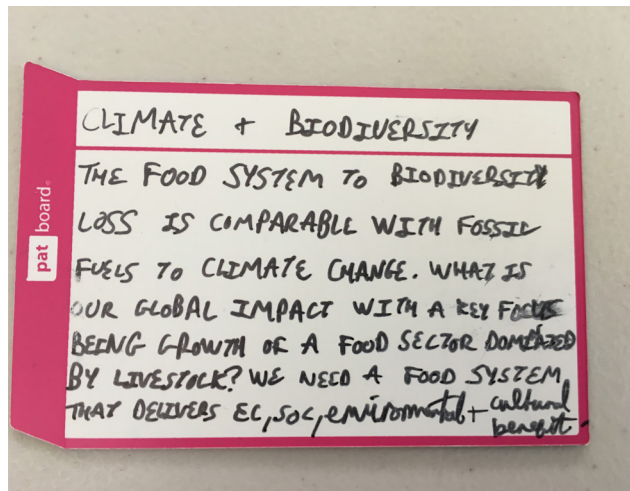 CLIMATE + BIODIVERSITY
THE FOOD SYSTEM TO BIODIVERSITY
LOSS IS COMPARABLE WITH FOSSIL
FUELS TO CLIMATE CHANGE. WHAT IS
OUR GLOBAL IMPACT WITH A KEY FOCUS
BEING GROWTH OF A FOOD SECTOR DOMINATED
BY LIVESTOCK? WE NEED A FOOD SYSTEM
THAT DELIVERS EC, SOC, environmental + cultural
benefit
pat board